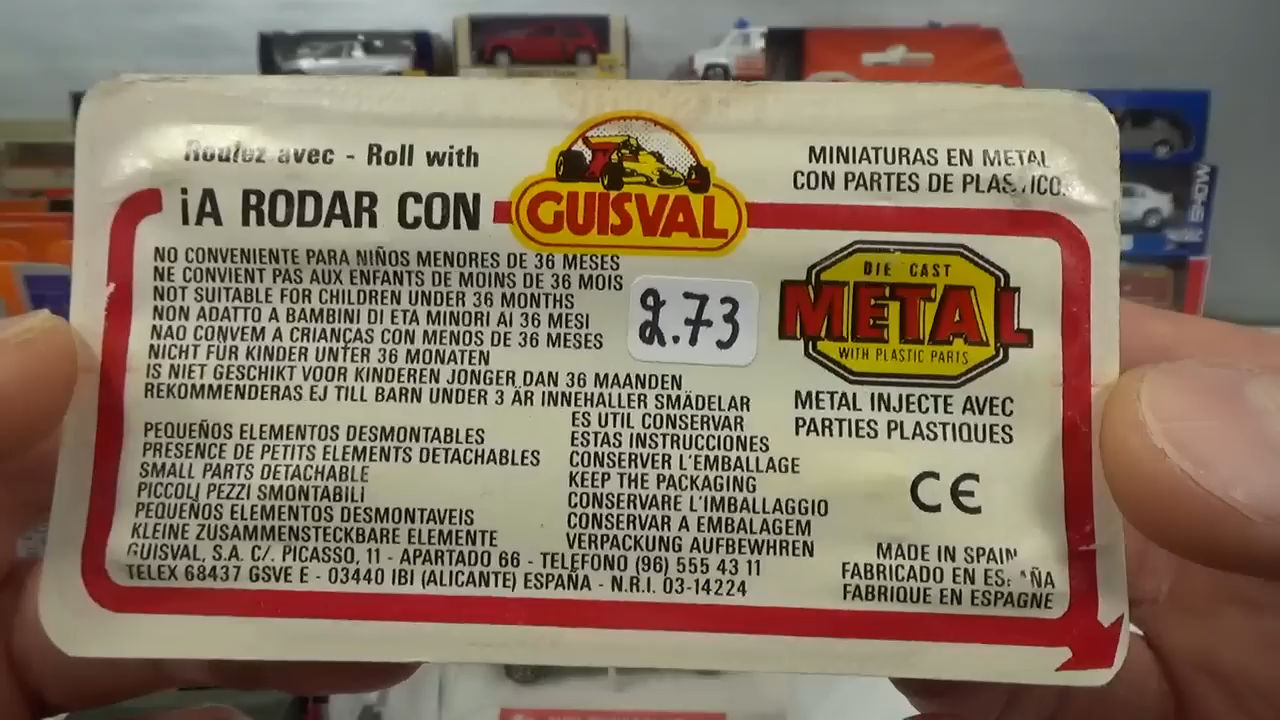 Roulez avec - Roll with
¡A RODAR CON
GUISVAL
MINIATURAS EN METAL
CON PARTES DE PLASTICO
NO CONVENIENTE PARA NIÑOS MENORES DE 36 MESES
NE CONVIENT PAS AUX ENFANTS DE MOINS DE 36 MOIS
NOT SUITABLE FOR CHILDREN UNDER 36 MONTHS
NON ADATTO A BAMBINI DI ETA MINORI AI 36 MESI
NAO CONVEM A CRIANÇAS CON MENOS DE 36 MESES
NICHT FÜR KINDER UNTER 36 MONATEN
IS NIET GESCHIKT VOOR KINDEREN JONGER DAN 36 MAANDEN
REKOMMENDERAS EJ TILL BARN UNDER 3 ÄR INNEHALLER SMÄDELAR
2.73
DIE CAST
METAL
WITH PLASTIC PARTS
METAL INJECTE AVEC
PARTIES PLASTIQUES
PEQUEÑOS ELEMENTOS DESMONTABLES
PRESENCE DE PETITS ELEMENTS DETACHABLES
SMALL PARTS DETACHABLE
PICCOLI PEZZI SMONTABILI
PEQUEÑOS ELEMENTOS DESMONTAVEIS
KLEINE ZUSAMMENSTECKBARE ELEMENTE
ES UTIL CONSERVAR
ESTAS INSTRUCCIONES
CONSERVER L'EMBALLAGE
KEEP THE PACKAGING
CONSERVARE L'IMBALLAGGIO
CONSERVAR A EMBALAGEM
VERPACKUNG AUFBEWHREN
GUISVAL, S.A. C/. PICASSO, 11 - APARTADO 66 - TELEFONO (96) 555 43 11
TELEX 68437 GSVE E - 03440 IBI (ALICANTE) ESPAÑA - N.R.I. 03-14224
CE
MADE IN SPAIN
FABRICADO EN ESPAÑA
FABRIQUE EN ESPAGNE
SHOW